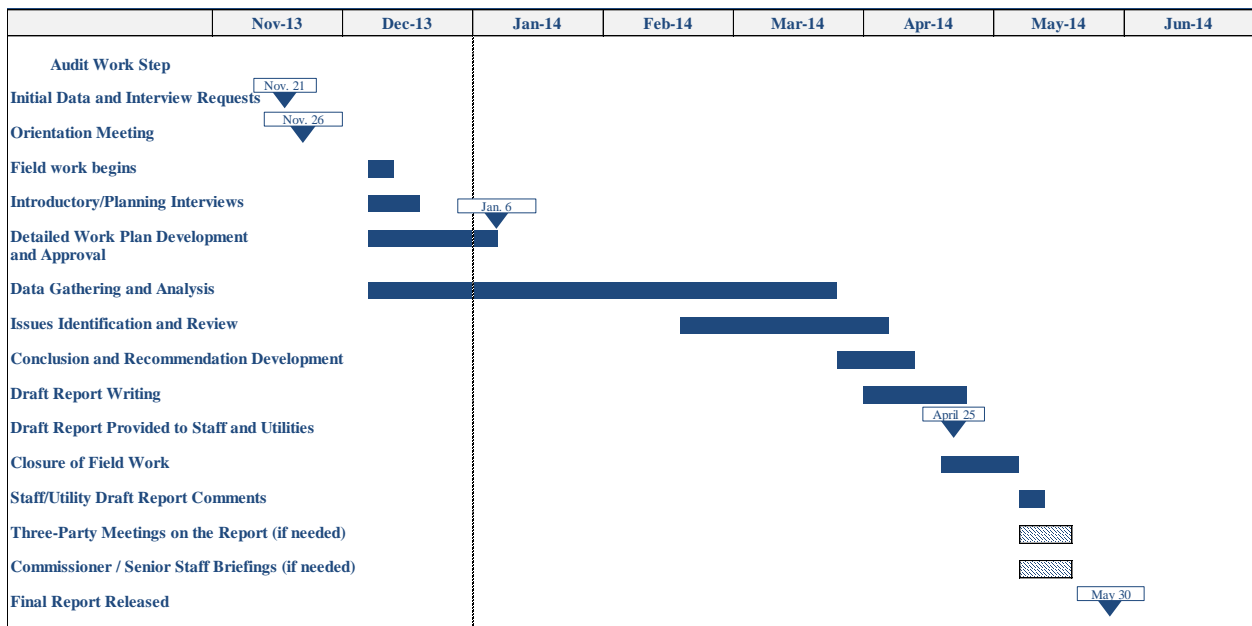 Nov-13 Dec-13 Jan-14 Feb-14 Mar-14 Apr-14 May-14 Jun-14
Audit Work Step
Nov. 21
Initial Data and Interview Requests
Nov. 26
Orientation Meeting
Field work begins
Introductory/Planning Interviews
Jan. 6
Detailed Work Plan Development
and Approval
Data Gathering and Analysis
Issues Identification and Review
Conclusion and Recommendation Development
Draft Report Writing
April 25
Draft Report Provided to Staff and Utilities
Closure of Field Work
Staff/Utility Draft Report Comments
Three-Party Meetings on the Report (if needed)
Commissioner / Senior Staff Briefings (if needed)
May 30
Final Report Released